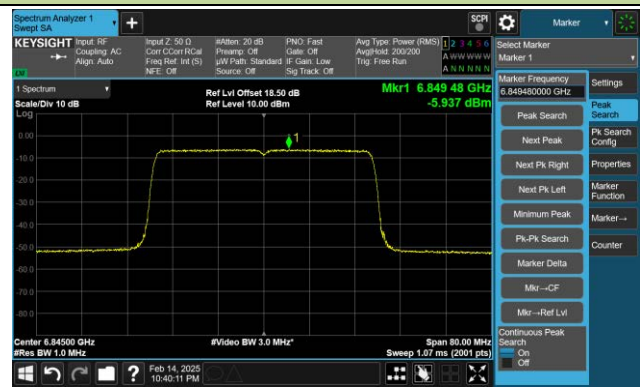 Spectrum Analyzer 1
Swept SA
SCPI
Marker
KEYSIGHT
Input: RF
Coupling: AC
Align: Auto
Input Z: 50 Ω
Corr CCorr RCal
Freq Ref: Int (S)
NFE: Off
#Atten: 20 dB
Preamp: Off
µW Path: Standard
Source: Off
PNO: Fast
Gate: Off
IF Gain: Low
Sig Track: Off
Avg Type: Power (RMS)
Avg|Hold: 200/200
Trig: Free Run
1 2 3 4 5 6
A W W W W W
A N N N N N
Select Marker
Marker 1
1 Spectrum
Scale/Div 10 dB
Log
Ref Lvl Offset 18.50 dB
Ref Level 10.00 dBm
Mkr1 6.849 48 GHz
-5.937 dBm
1
0.00
-10.0
-20.0
-30.0
-40.0
-50.0
-60.0
-70.0
-80.0
Center 6.84500 GHz
#Res BW 1.0 MHz
#Video BW 3.0 MHz*
Span 80.00 MHz
Sweep 1.07 ms (2001 pts)
Marker Frequency
6.849480000 GHz
Peak Search
Next Peak
Next Pk Right
Next Pk Left
Minimum Peak
Pk-Pk Search
Marker Delta
Mkr→CF
Mkr→Ref Lvl
Continuous Peak
Search
On
Off
Settings
Peak
Search
Pk Search
Config
Properties
Marker
Function
Marker→
Counter
?
Feb 14, 2025
10:40:11 PM